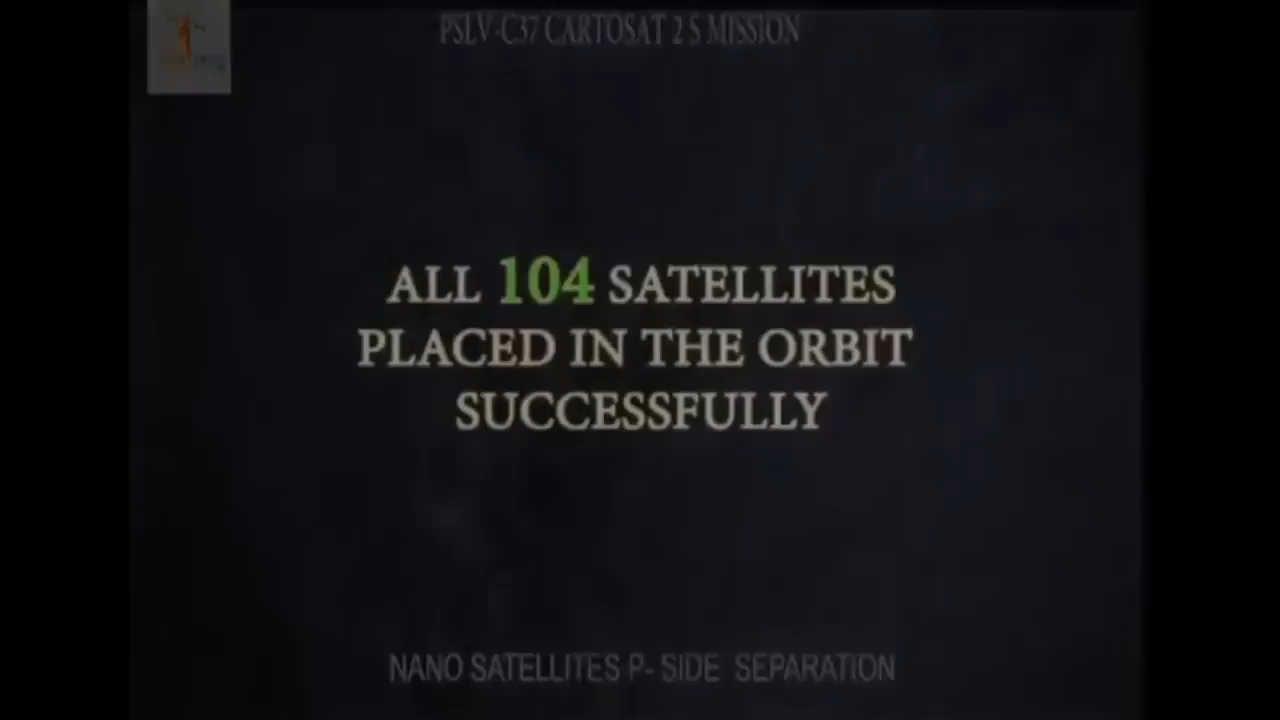 PSLV-C37 CARTOSAT 2 S MISSION
ALL 104 SATELLITES
PLACED IN THE ORBIT
SUCCESSFULLY
NANO SATELLITES P- SIDE SEPARATION